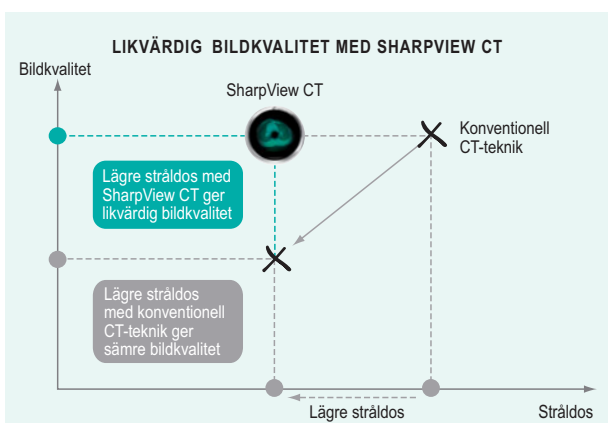 LIKVÄRDIG BILDKVALITET MED SHARPVIEW CT
Bildkvalitet
SharpView CT
Konventionell
CT-teknik
Lägre stråldos med
SharpView CT ger
likvärdig bildkvalitet
Lägre stråldos
med konventionell
CT-teknik ger
sämre bildkvalitet
Lägre stråldos
Stråldos